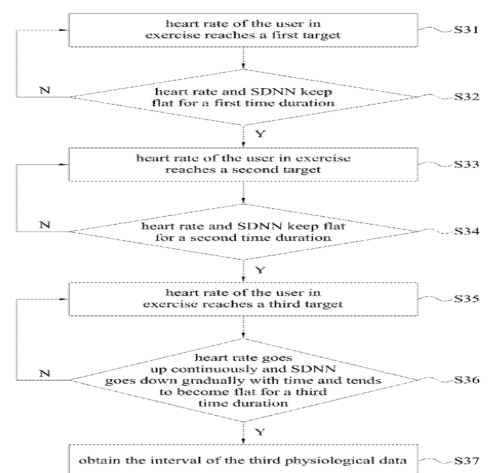 heart rate of the user in
exercise reaches a first target
S31
N
heart rate and SDNN keep
flat for a first time duration
S32
Y
heart rate of the user in exercise
reaches a second target
S33
N
heart rate and SDNN keep flat
for a second time duration
S34
Y
heart rate of the user in
exercise reaches a third target
S35
N
heart rate goes
up continuously and SDNN
goes down gradually with time and tends
to become flat for a third
time duration
S36
Y
obtain the interval of the third physiological data
S37